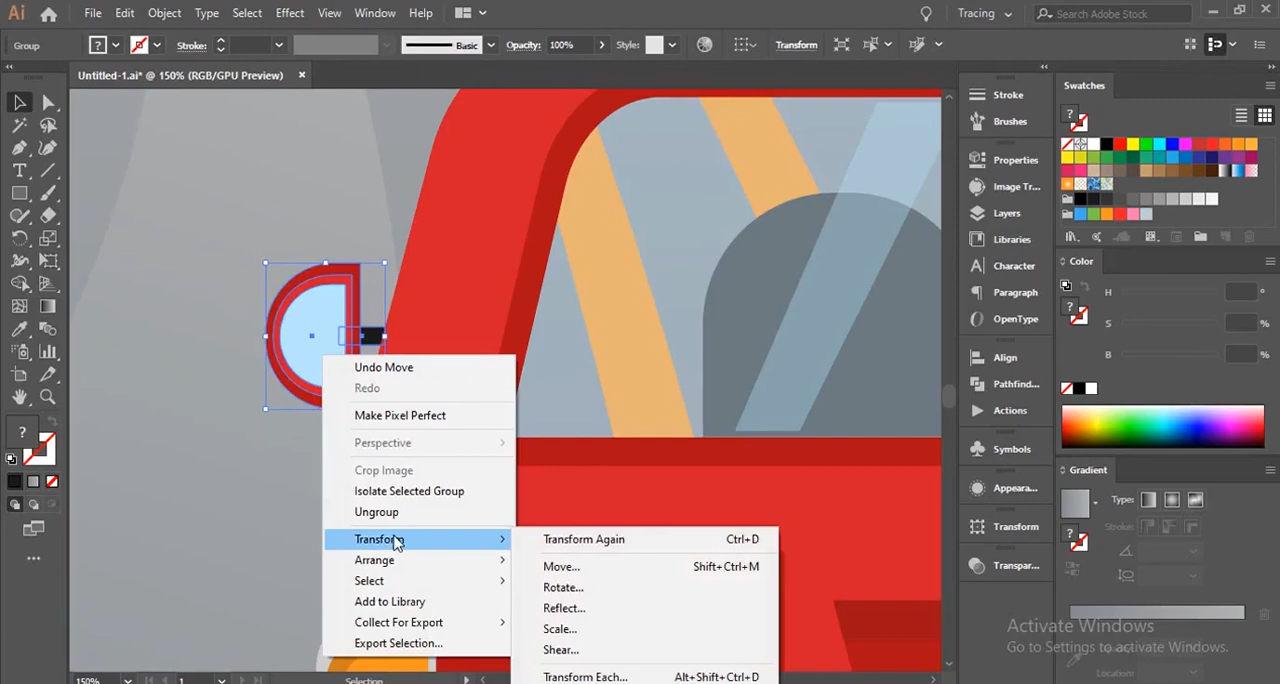 Ai File Edit Object Type Select Effect View Window Help Tracing Search Adobe Stock
Group ? Stroke: Basic Opacity: 100% Style: Transform
Untitled-1.ai* @ 150% (RGB/GPU Preview) ×
Stroke
Brushes
Properties
Image Tr...
Layers
Libraries
Character
Paragraph
OpenType
Align
Pathfind...
Actions
Symbols
Appeara...
Transform
Transpar...
Swatches
?
Color
?
H °
S %
B %
Gradient
Type:
Stroke:
?
Location:
Undo Move
Redo
Make Pixel Perfect
Perspective
Crop Image
Isolate Selected Group
Ungroup
Transform
Arrange
Select
Add to Library
Collect For Export
Export Selection...
Transform Again Ctrl+D
Move... Shift+Ctrl+M
Rotate...
Reflect...
Scale...
Shear...
Transform Each... Alt+Shift+Ctrl+D
?
Activate Windows
Go to Settings to activate Windows.
150% 1 Selection